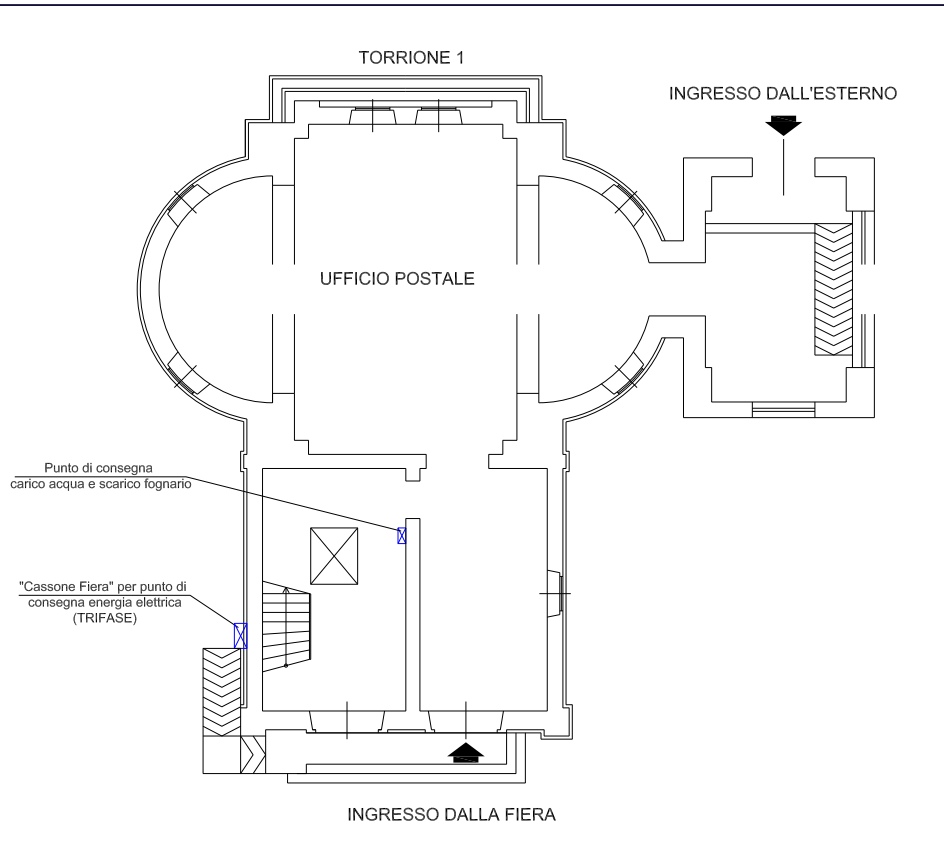 TORRIONE 1
INGRESSO DALL'ESTERNO
UFFICIO POSTALE
Punto di consegna
carico acqua e scarico fognario
"Cassone Fiera" per punto di
consegna energia elettrica
(TRIFASE)
INGRESSO DALLA FIERA